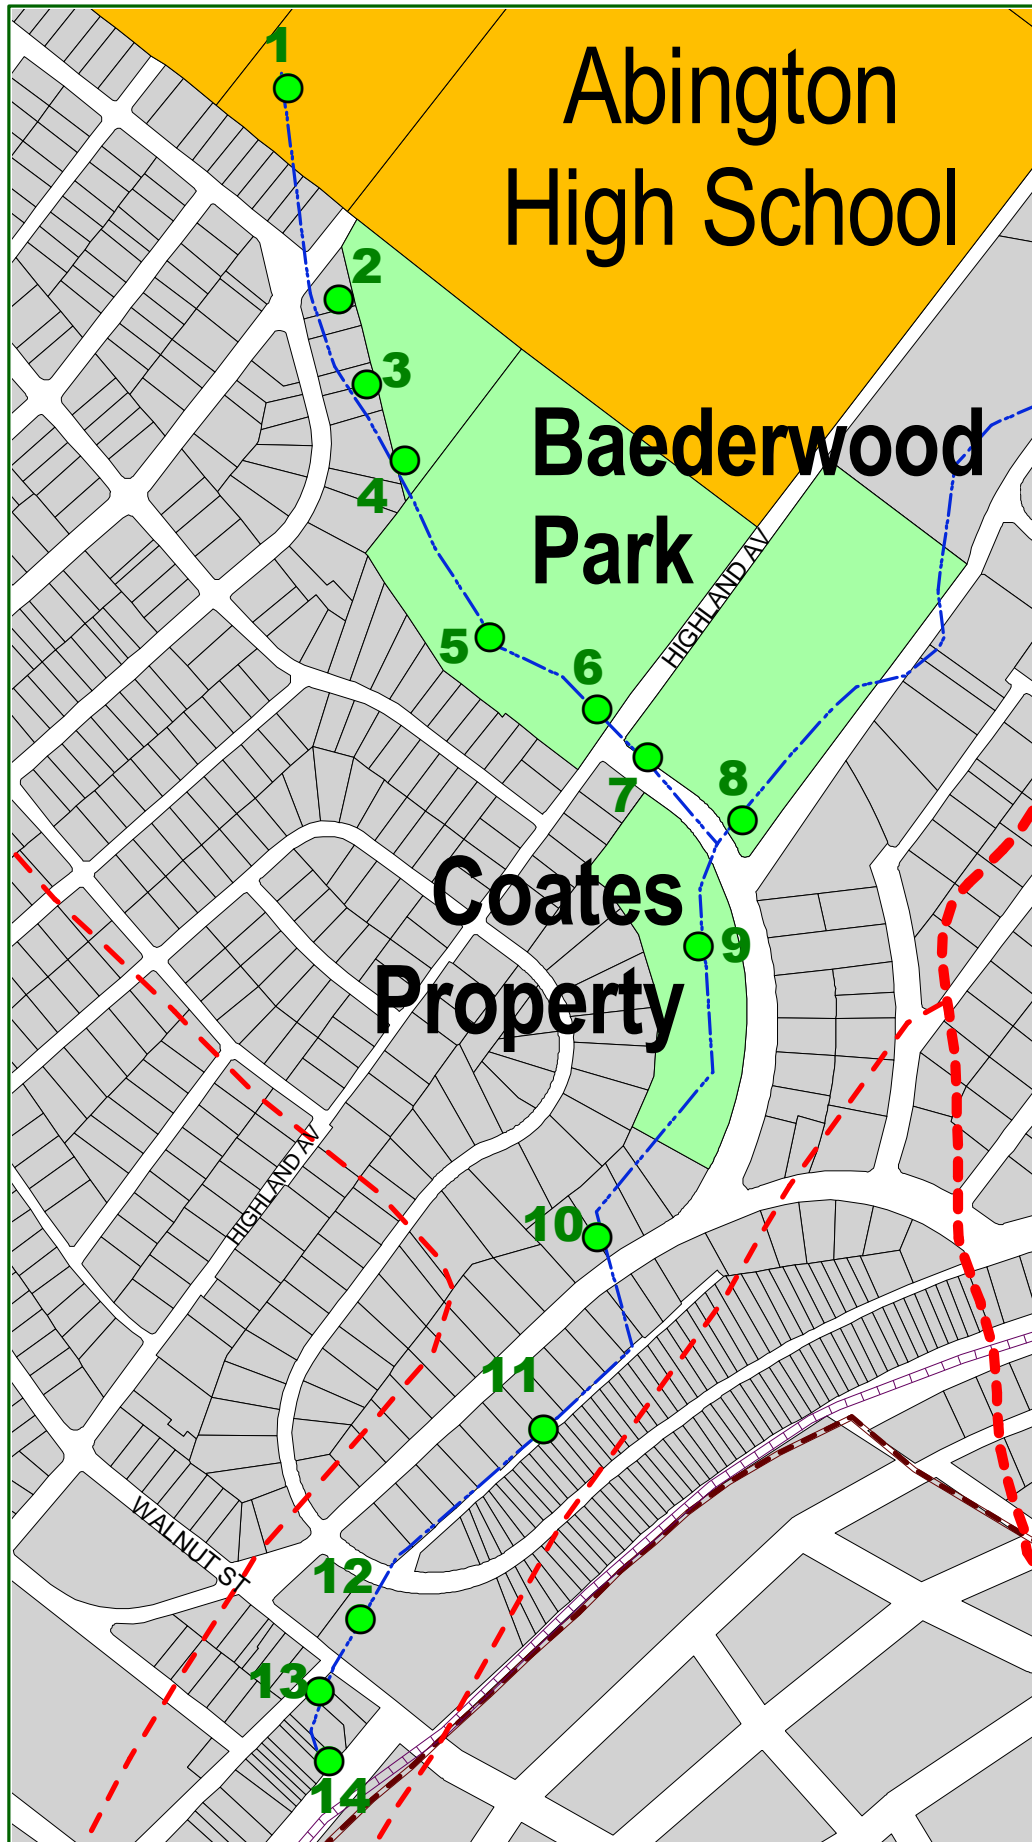 1
Abington
High School
2
3
Baederwood
4
Park
HIGHLAND AV
5
6
7
8
Coates
9
Property
HIGHLAND AV
10
11
WALNUT ST
12
13
14